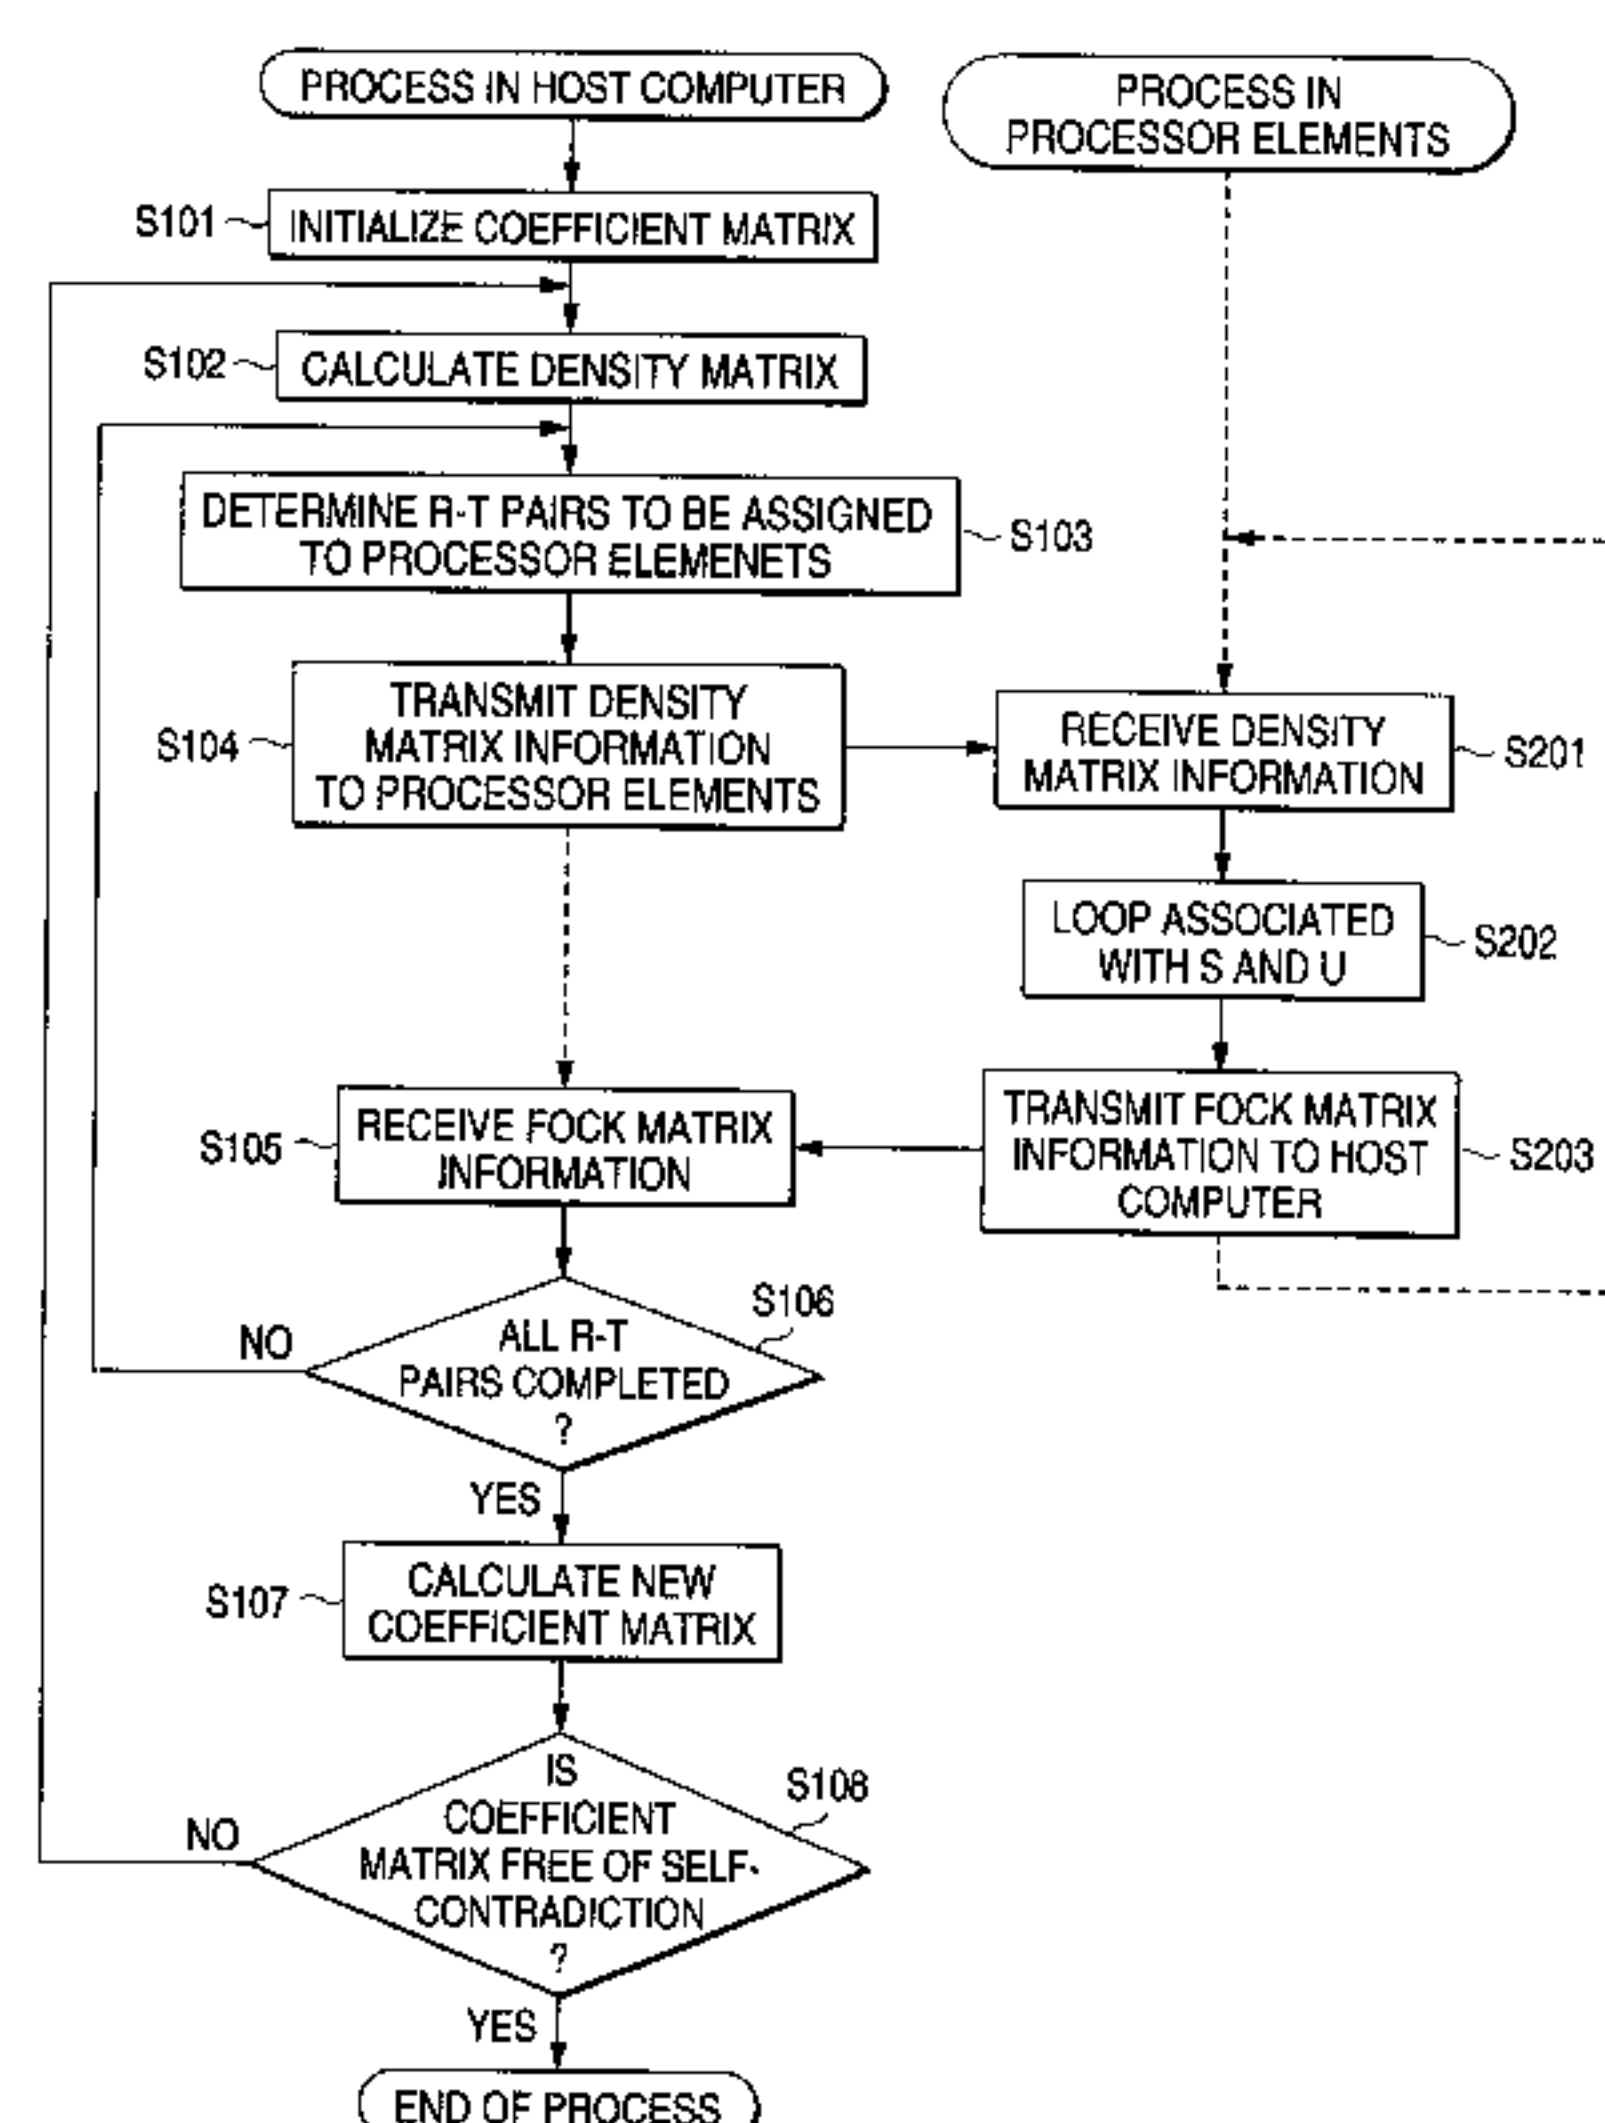 PROCESS IN HOST COMPUTER
PROCESS IN
PROCESSOR ELEMENTS
S101
INITIALIZE COEFFICIENT MATRIX
S102
CALCULATE DENSITY MATRIX
DETERMINE R-T PAIRS TO BE ASSIGNED
TO PROCESSOR ELEMENETS
S103
S104
TRANSMIT DENSITY
MATRIX INFORMATION
TO PROCESSOR ELEMENTS
RECEIVE DENSITY
MATRIX INFORMATION
S201
LOOP ASSOCIATED
WITH S AND U
S202
S105
RECEIVE FOCK MATRIX
INFORMATION
TRANSMIT FOCK MATRIX
INFORMATION TO HOST
COMPUTER
S203
S106
NO
ALL R-T
PAIRS COMPLETED
?
YES
S107
CALCULATE NEW
COEFFICIENT MATRIX
S108
NO
IS
COEFFICIENT
MATRIX FREE OF SELF-
CONTRADICTION
?
YES
END OF PROCESS